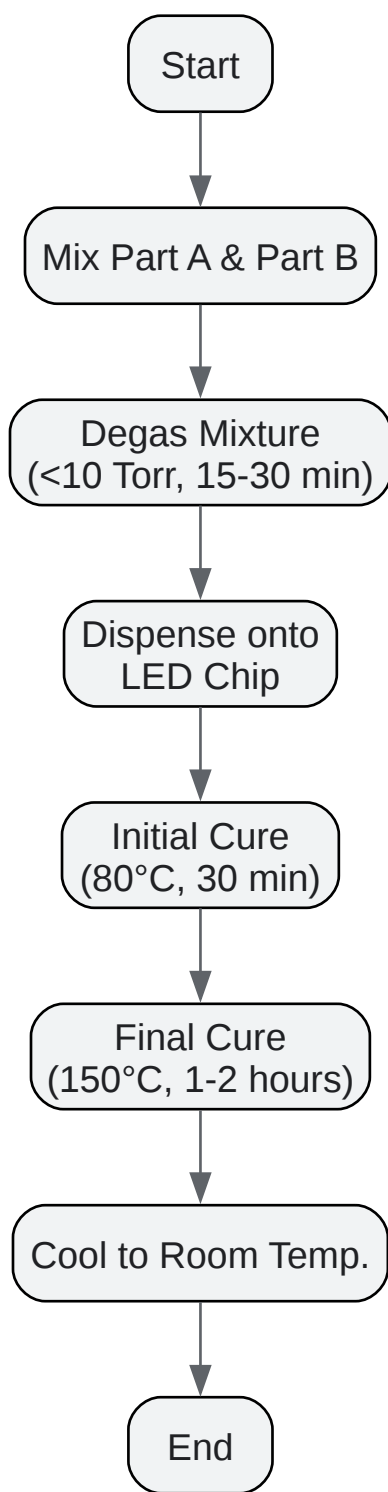 Start
Mix Part A & Part B
Degas Mixture
(<10 Torr, 15-30 min)
Dispense onto
LED Chip
Initial Cure
(80°C, 30 min)
Final Cure
(150°C, 1-2 hours)
Cool to Room Temp.
End